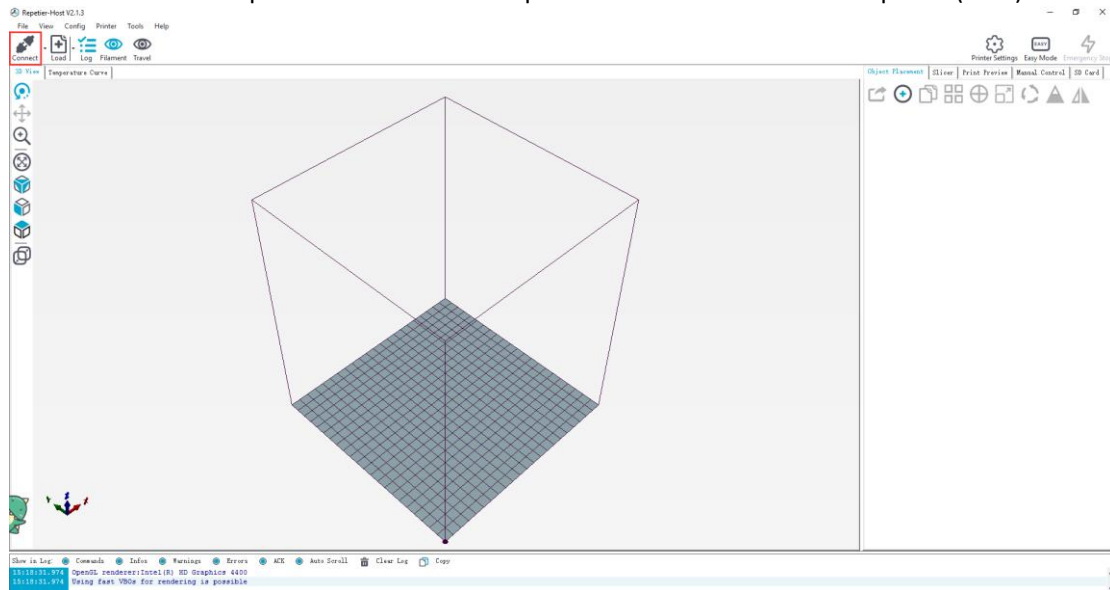 Repetier-Host V2.1.3
File View Config Printer Tools Help
Connect Load Log Filament Travel
Printer Settings Easy Mode Emergency Stop
EASY
3D View Temperature Curve
Object Placement Slicer Print Preview Manual Control SD Card
Show in Log: Commands Infos Warnings Errors ACK Auto Scroll Clear Log Copy
15:18:31.974 OpenGL renderer:Intel(R) HD Graphics 4400
15:18:31.974 Using fast VBOs for rendering is possible